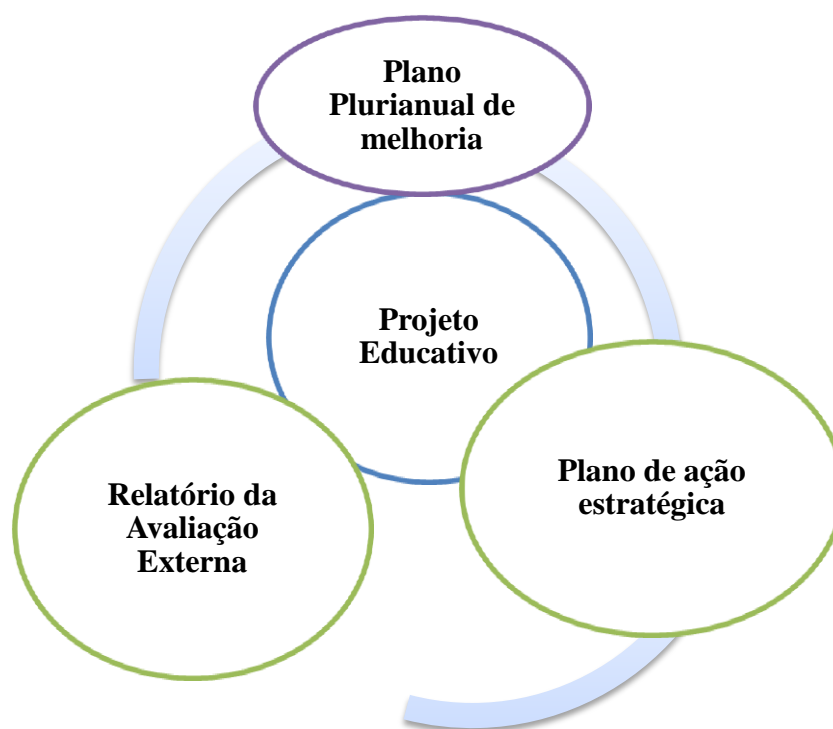 Plano
Plurianual de
melhoria
Projeto
Educativo
Plano de ação
estratégica
Relatório da
Avaliação
Externa